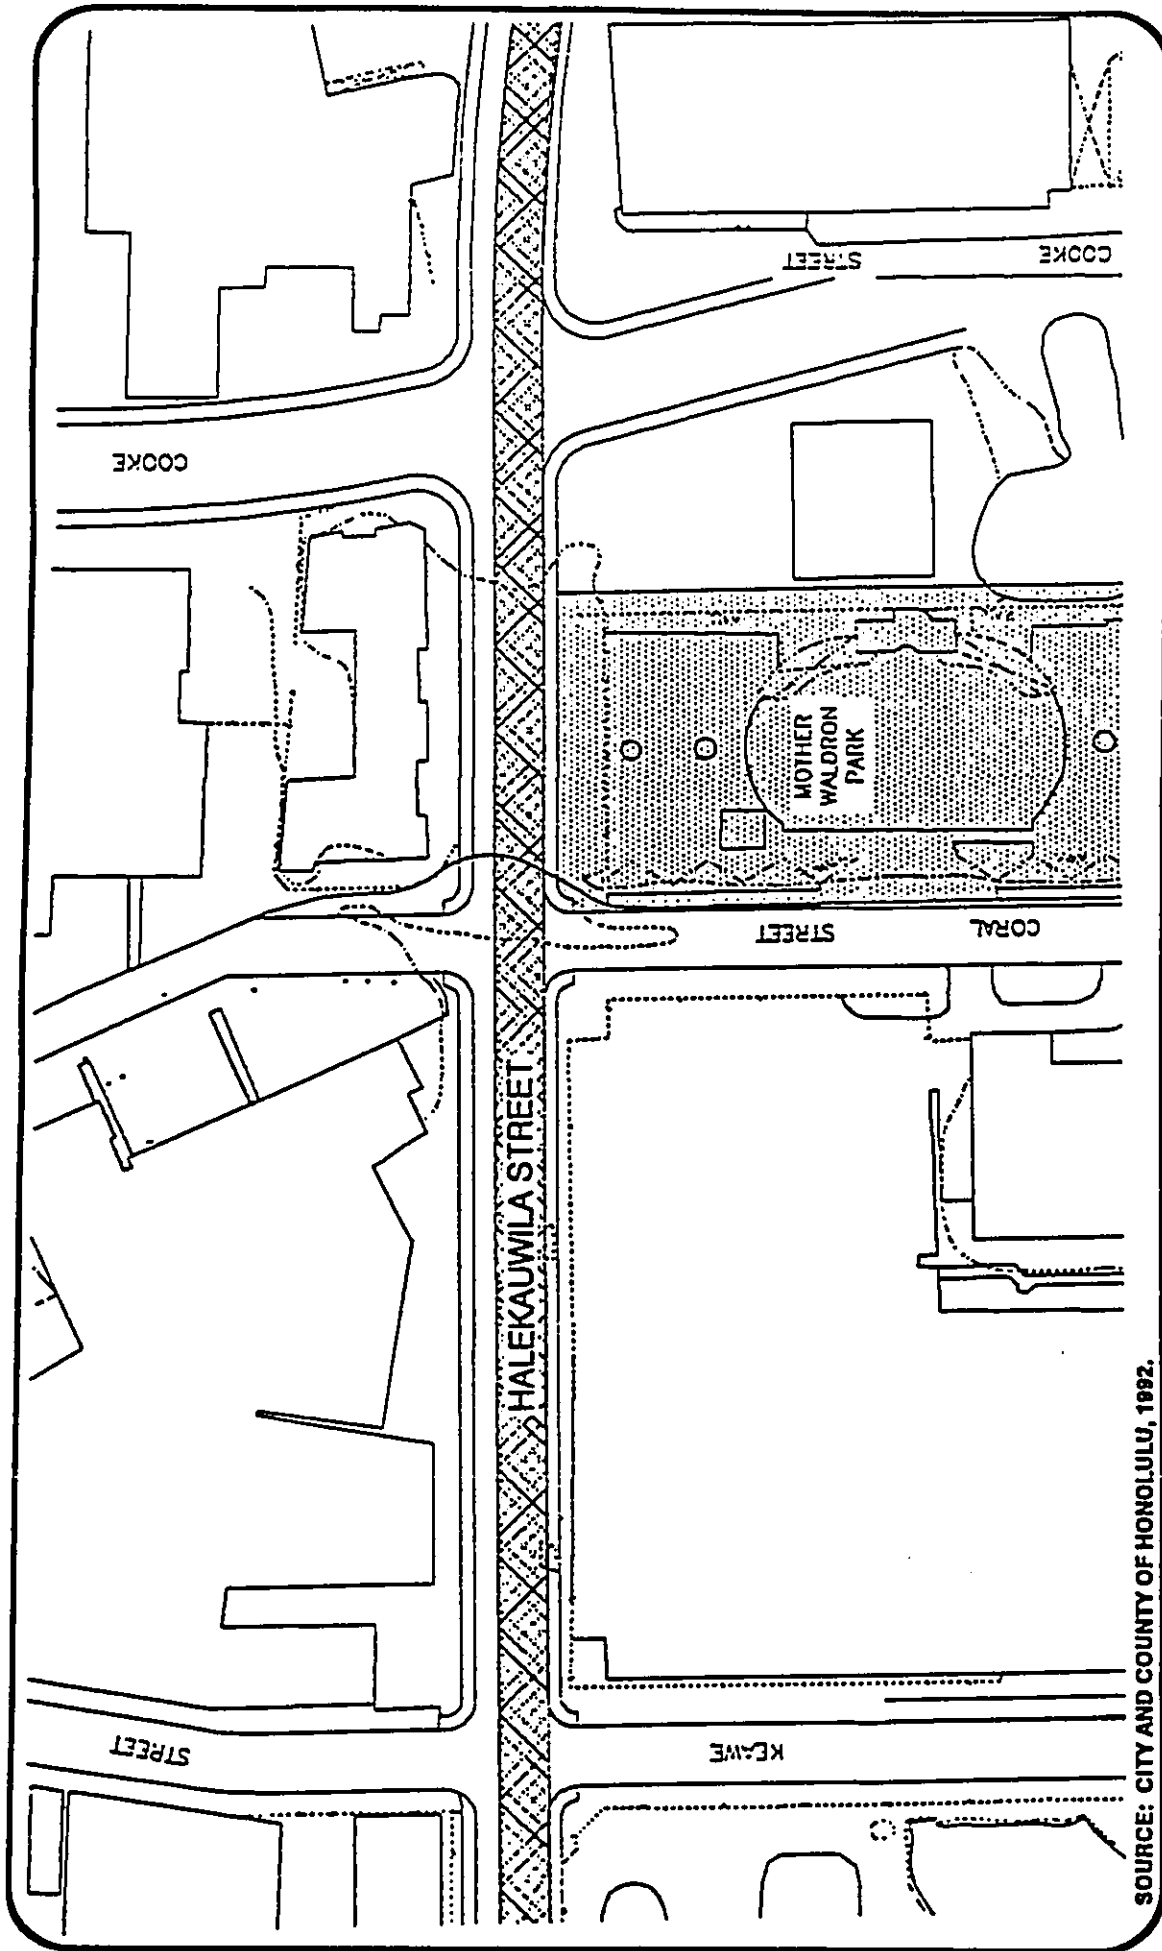 COOKE
STREET
COOKE
HALEKAUWILA STREET
MOTHER
WALDRON
PARK
STREET
CORAL
STREET
KEAWE
SOURCE: CITY AND COUNTY OF HONOLULU, 1992.